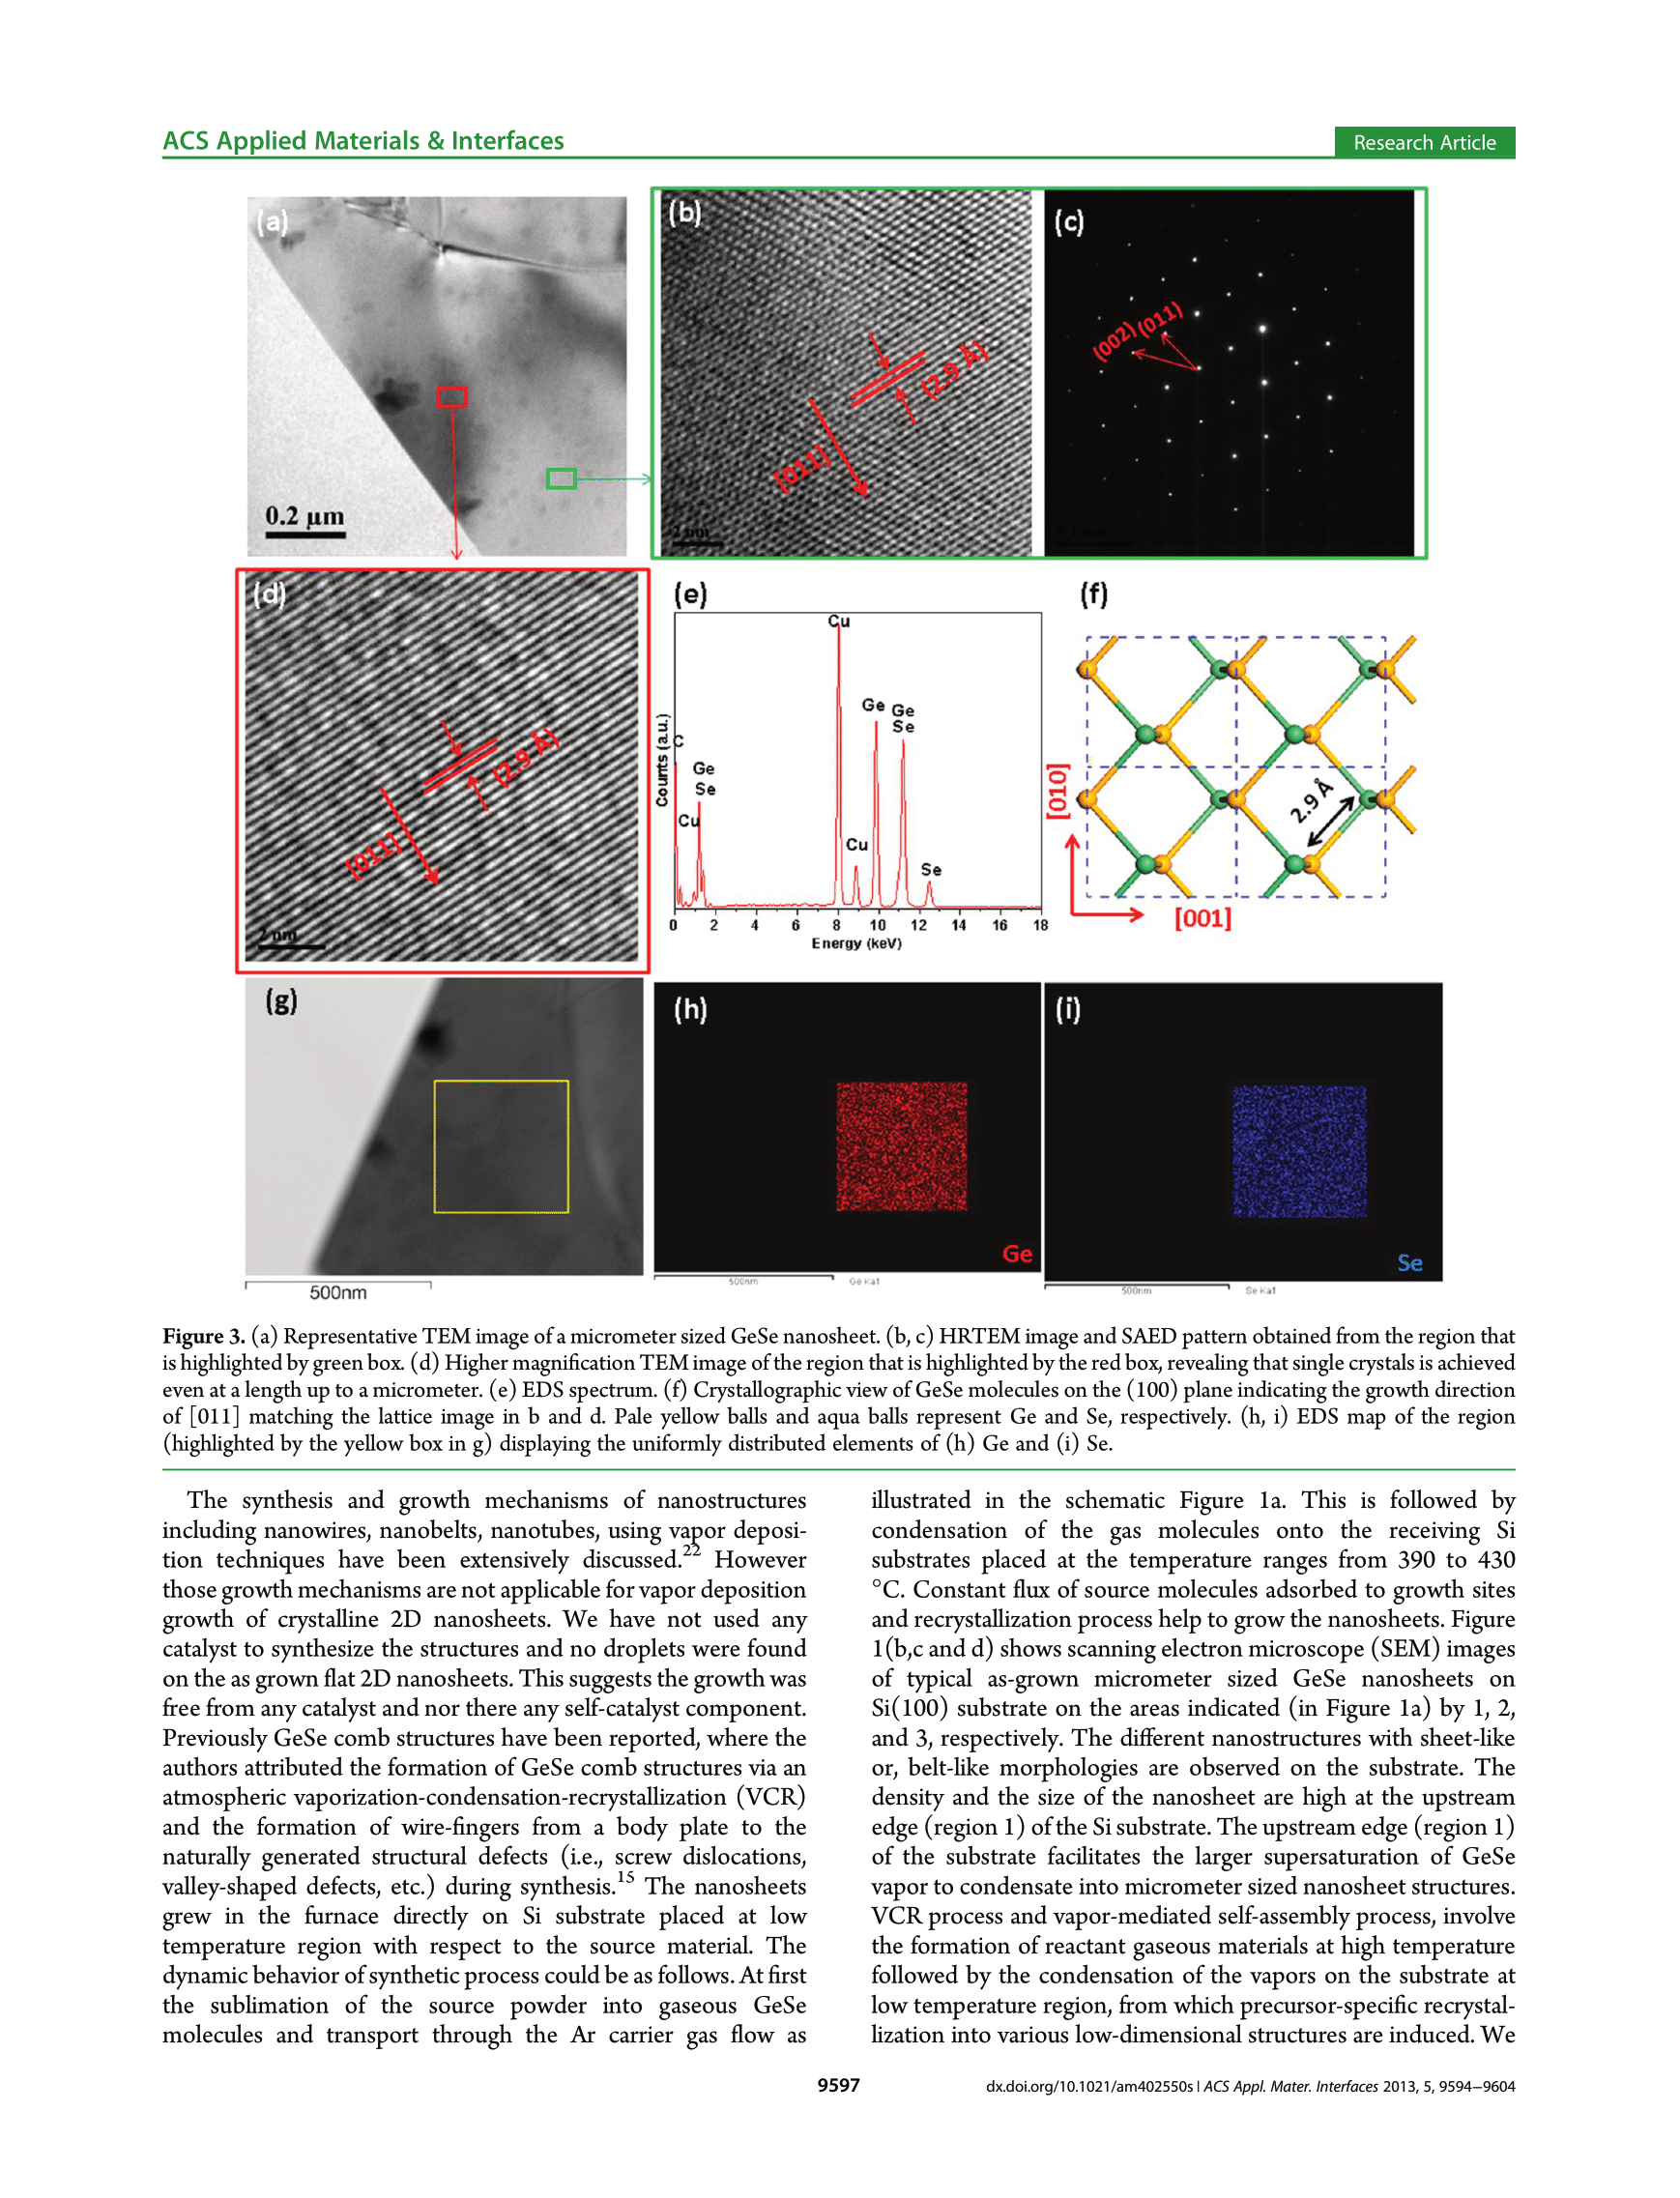 ACS Applied Materials & Interfaces
Research Article
(a)
0.2 µm
(b)
(2.9 Å)
[011]
2 nm
(c)
(002)
(011)
(d)
(2.9 Å)
[011]
2 nm
(e)
Cu
Ge
Ge
Se
C
Ge
Se
Cu
Cu
Se
Counts (a.u.)
0 2 4 6 8 10 12 14 16 18
Energy (keV)
(f)
2.9 Å
[010]
[001]
(g)
500nm
(h)
Ge
500nm
Ge Ka1
(i)
Se
500nm
Se Ka1
Figure 3. (a) Representative TEM image of a micrometer sized GeSe nanosheet. (b, c) HRTEM image and SAED pattern obtained from the region that
is highlighted by green box. (d) Higher magnification TEM image of the region that is highlighted by the red box, revealing that single crystals is achieved
even at a length up to a micrometer. (e) EDS spectrum. (f) Crystallographic view of GeSe molecules on the (100) plane indicating the growth direction
of [011] matching the lattice image in b and d. Pale yellow balls and aqua balls represent Ge and Se, respectively. (h, i) EDS map of the region
(highlighted by the yellow box in g) displaying the uniformly distributed elements of (h) Ge and (i) Se.
The synthesis and growth mechanisms of nanostructures
including nanowires, nanobelts, nanotubes, using vapor deposi-
tion techniques have been extensively discussed.22 However
those growth mechanisms are not applicable for vapor deposition
growth of crystalline 2D nanosheets. We have not used any
catalyst to synthesize the structures and no droplets were found
on the as grown flat 2D nanosheets. This suggests the growth was
free from any catalyst and nor there any self-catalyst component.
Previously GeSe comb structures have been reported, where the
authors attributed the formation of GeSe comb structures via an
atmospheric vaporization-condensation-recrystallization (VCR)
and the formation of wire-fingers from a body plate to the
naturally generated structural defects (i.e., screw dislocations,
valley-shaped defects, etc.) during synthesis.15 The nanosheets
grew in the furnace directly on Si substrate placed at low
temperature region with respect to the source material. The
dynamic behavior of synthetic process could be as follows. At first
the sublimation of the source powder into gaseous GeSe
molecules and transport through the Ar carrier gas flow as
illustrated in the schematic Figure 1a. This is followed by
condensation of the gas molecules onto the receiving Si
substrates placed at the temperature ranges from 390 to 430
°C. Constant flux of source molecules adsorbed to growth sites
and recrystallization process help to grow the nanosheets. Figure
1(b,c and d) shows scanning electron microscope (SEM) images
of typical as-grown micrometer sized GeSe nanosheets on
Si(100) substrate on the areas indicated (in Figure 1a) by 1, 2,
and 3, respectively. The different nanostructures with sheet-like
or, belt-like morphologies are observed on the substrate. The
density and the size of the nanosheet are high at the upstream
edge (region 1) of the Si substrate. The upstream edge (region 1)
of the substrate facilitates the larger supersaturation of GeSe
vapor to condensate into micrometer sized nanosheet structures.
VCR process and vapor-mediated self-assembly process, involve
the formation of reactant gaseous materials at high temperature
followed by the condensation of the vapors on the substrate at
low temperature region, from which precursor-specific recrystal-
lization into various low-dimensional structures are induced. We
9597
dx.doi.org/10.1021/am402550s | ACS Appl. Mater. Interfaces 2013, 5, 9594−9604